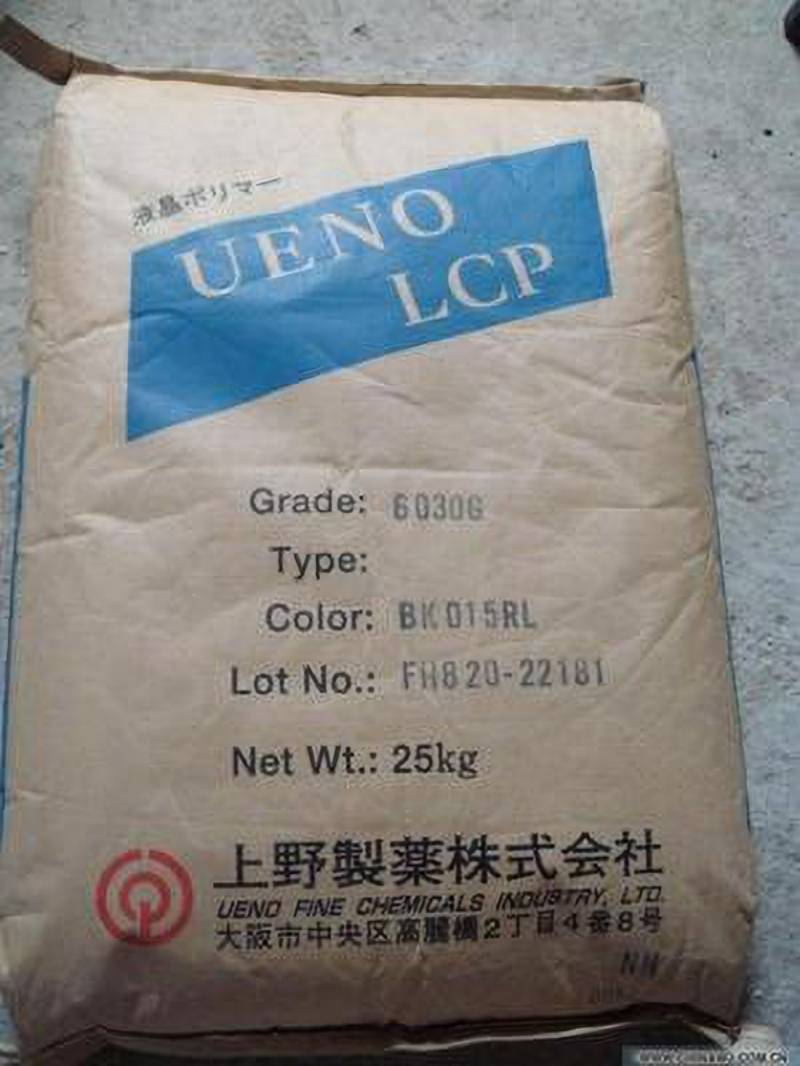 液晶ポリマー
UENO
LCP
Grade: 6030G
Type:
Color: BK015RL
Lot No.: FH820-22181
Net Wt.: 25kg
上野製薬株式会社
UENO FINE CHEMICALS INDUSTRY, LTD.
大阪市中央区高麗橋2丁目4番8号
NN